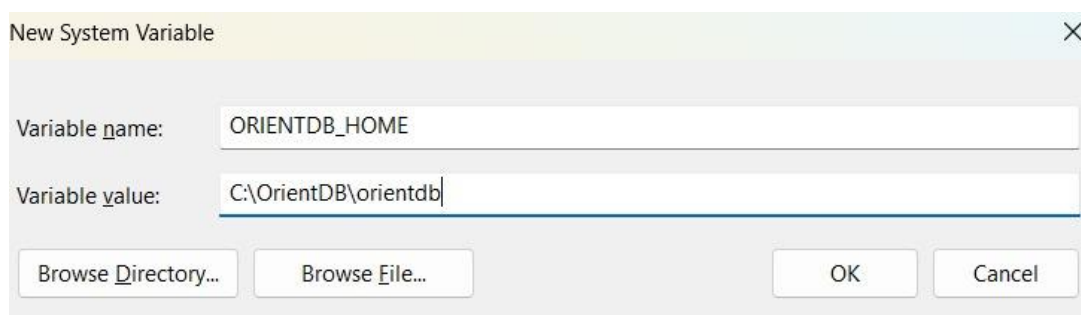 New System Variable
Variable name: ORIENTDB_HOME
Variable value: C:\OrientDB\orientdb
Browse Directory... Browse File... OK Cancel